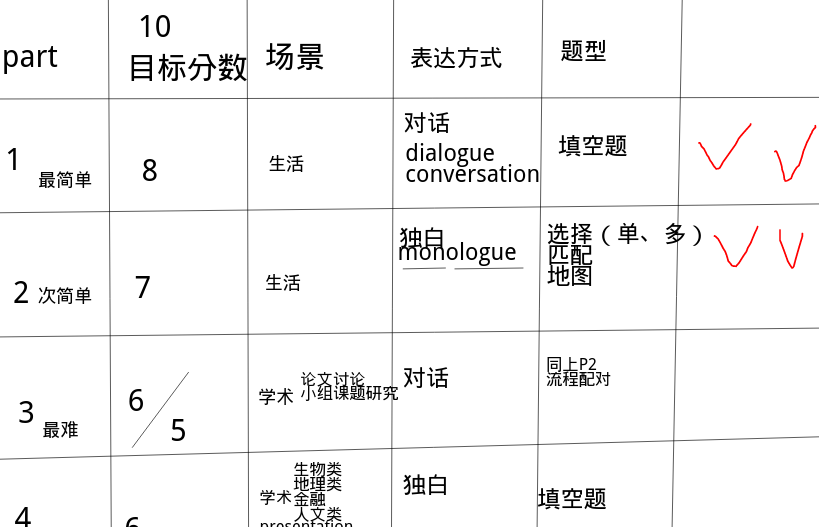 part
10
目标分数
场景
表达方式
题型
1
最简单
8
生活
对话
dialogue
conversation
填空题
2
次简单
7
生活
独白
monologue
选择（单、多）
匹配
地图
3
最难
6
5
学术
论文讨论
小组课题研究
对话
同上P2
流程配对
4
6
学术
生物类
地理类
金融
人文类
presentation
独白
填空题